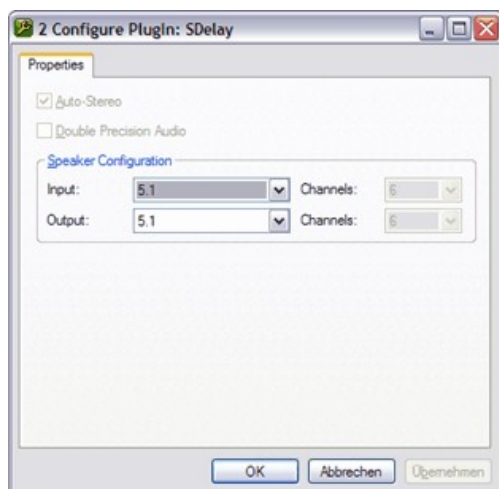 2 Configure PlugIn: SDelay
Properties
Auto-Stereo
Double Precision Audio
Speaker Configuration
Input: 5.1 Channels: 6
Output: 5.1 Channels: 6
OK Abbrechen Übernehmen